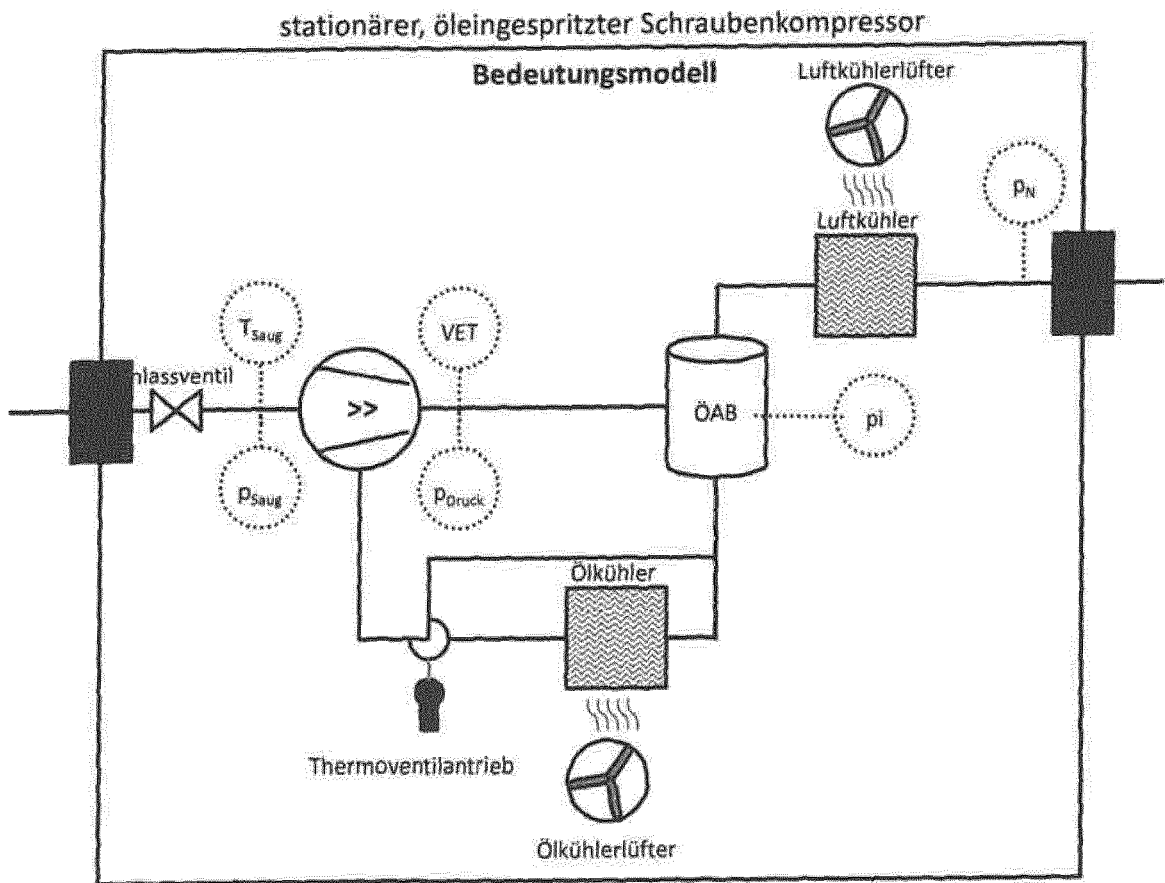 stationärer, öleingespritzter Schraubenkompressor
Bedeutungsmodell
Luftkühlerlüfter
pN
Luftkühler
TSaug
VET
nlassventil
>>
ÖAB
pi
pSaug
pDruck
Ölkühler
Thermoventilantrieb
Ölkühlerlüfter